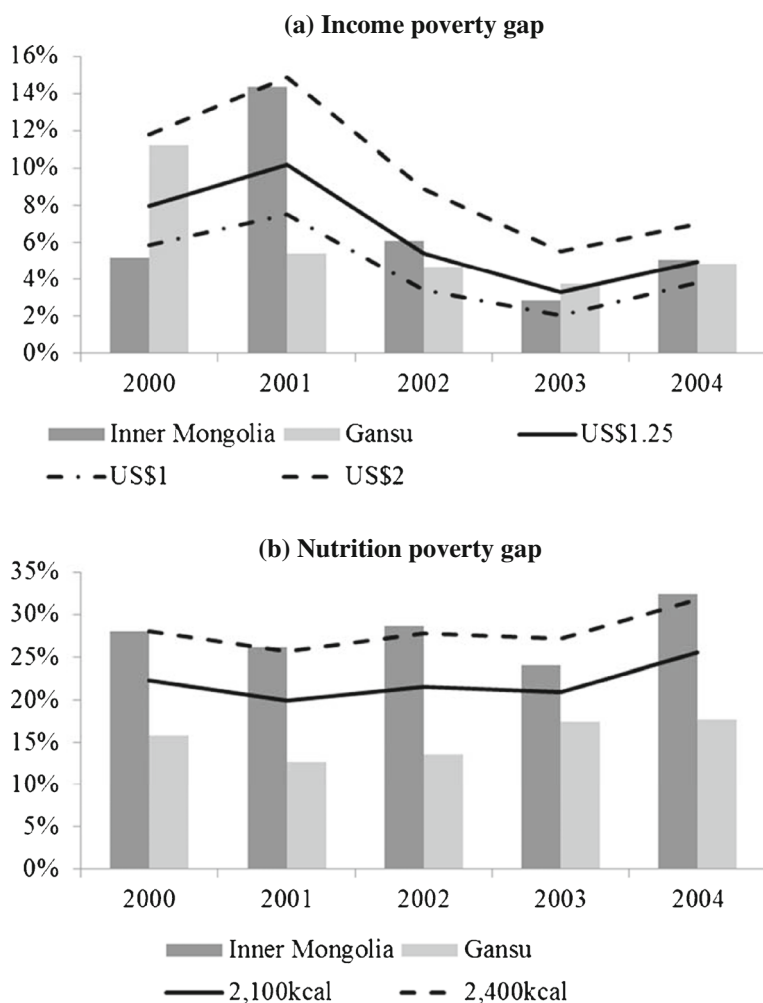 (a) Income poverty gap
16%
14%
12%
10%
8%
6%
4%
2%
0%
2000 2001 2002 2003 2004
Inner Mongolia Gansu US$1.25
US$1 US$2
(b) Nutrition poverty gap
35%
30%
25%
20%
15%
10%
5%
0%
2000 2001 2002 2003 2004
Inner Mongolia Gansu
2,100kcal 2,400kcal